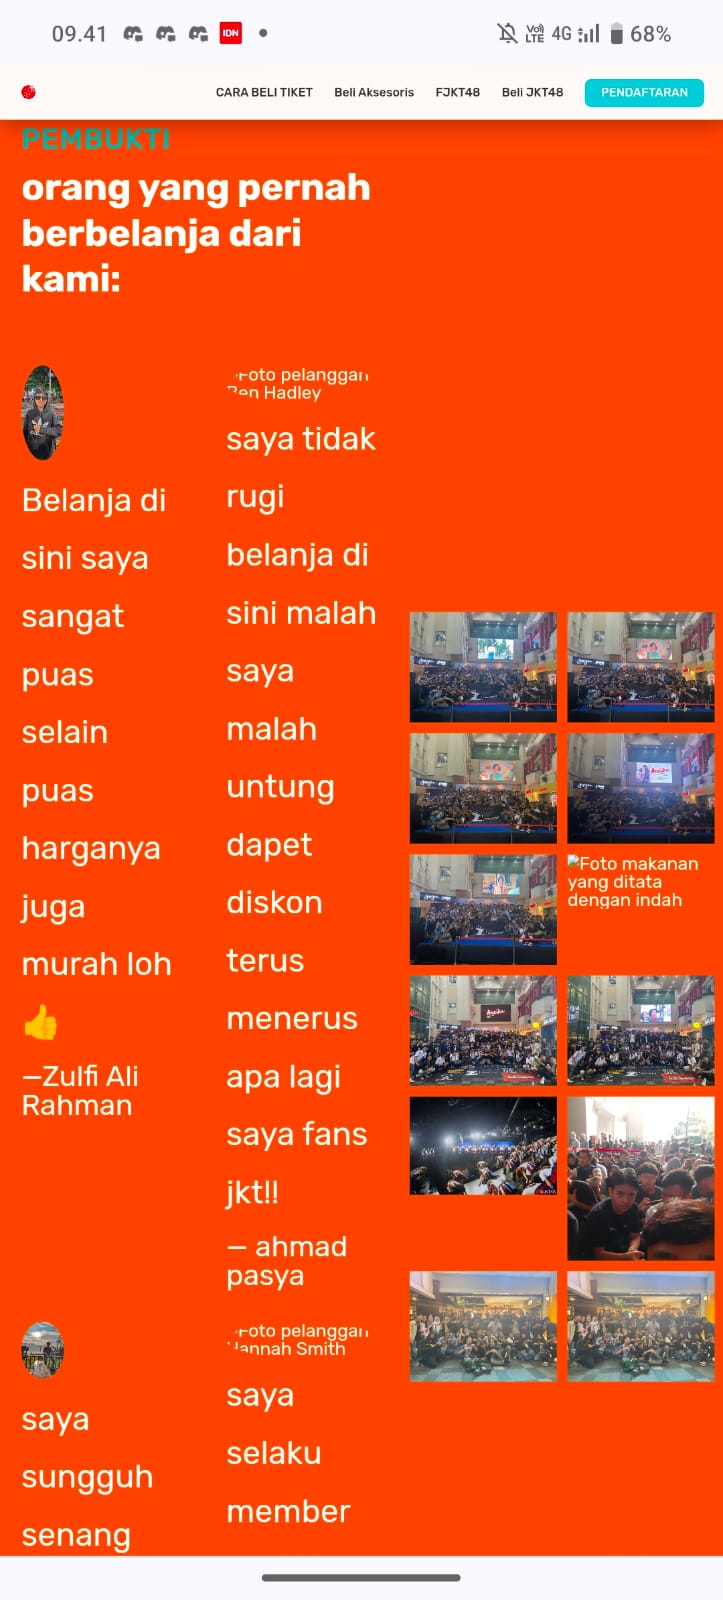 09.41
IDN
Vo)
LTE
4G
68%
CARA BELI TIKET
Beli Aksesoris
FJKT48
Beli JKT48
PENDAFTARAN
PEMBUKTI
orang yang pernah
berbelanja dari
kami:
Belanja di
sini saya
sangat
puas
selain
puas
harganya
juga
murah loh
👍
—Zulfi Ali
Rahman
Foto pelanggan
Ben Hadley
saya tidak
rugi
belanja di
sini malah
saya
malah
untung
dapet
diskon
terus
menerus
apa lagi
saya fans
jkt!!
— ahmad
pasya
Foto makanan
yang ditata
dengan indah
saya
sungguh
senang
Foto pelanggan
Hannah Smith
saya
selaku
member